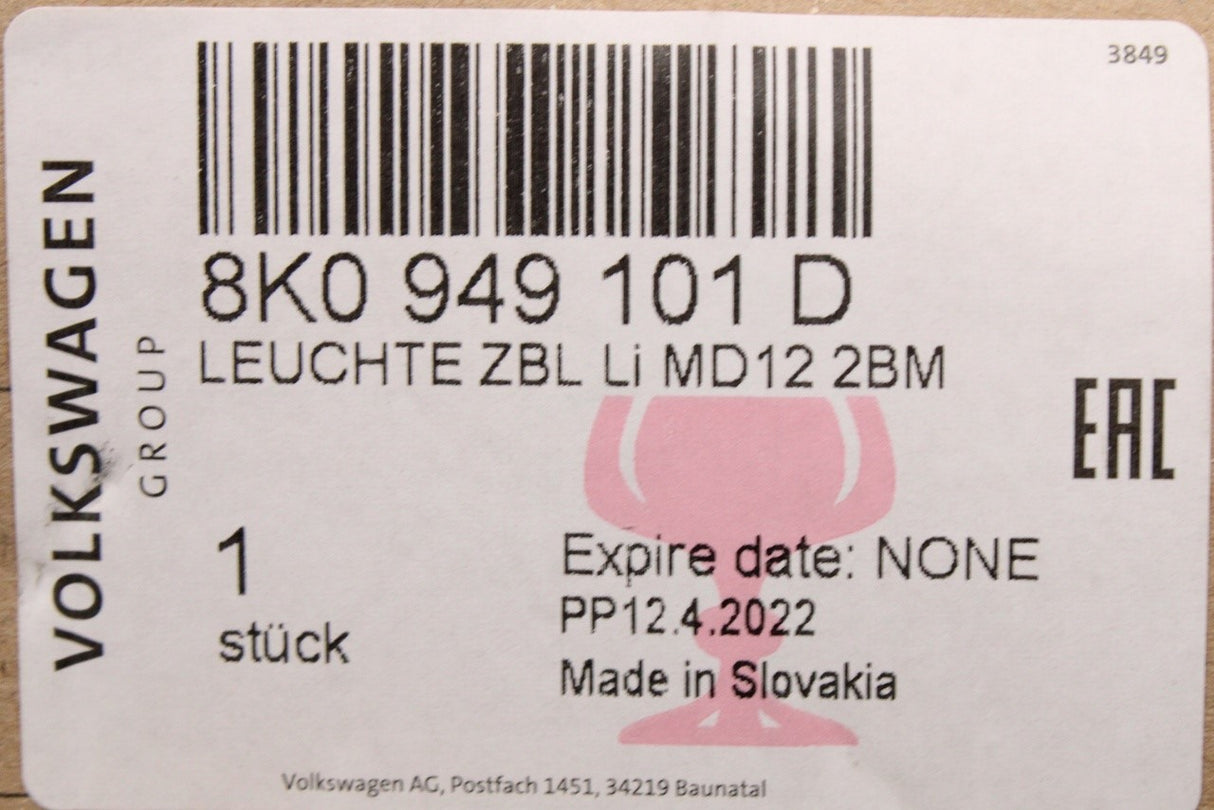 3849
VOLKSWAGEN
GROUP
8K0 949 101 D
LEUCHTE ZBL Li MD12 2BM
EAC
1
stück
Expire date: NONE
PP12.4.2022
Made in Slovakia
Volkswagen AG, Postfach 1451, 34219 Baunatal